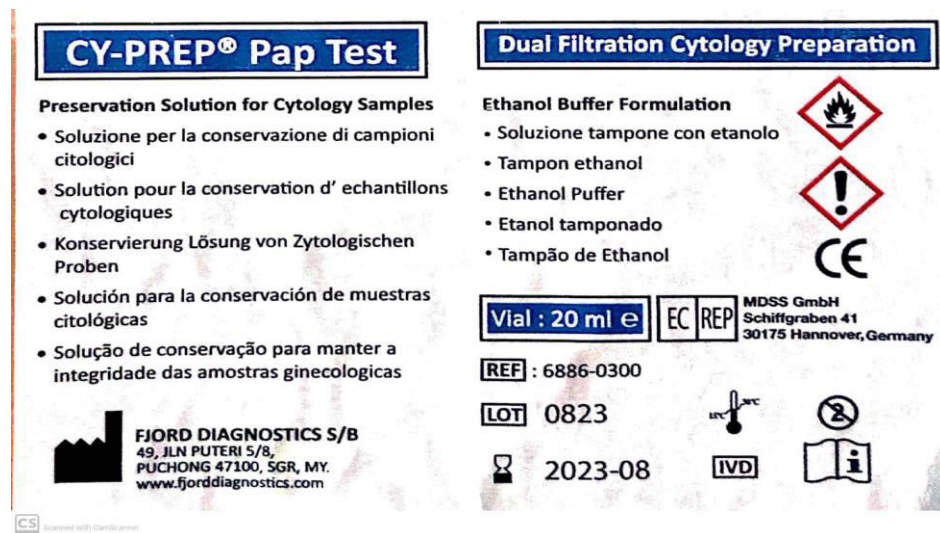 CY-PREP® Pap Test
Preservation Solution for Cytology Samples
• Soluzione per la conservazione di campioni
citologici
• Solution pour la conservation d' echantillons
cytologiques
• Konservierung Lösung von Zytologischen
Proben
• Solución para la conservación de muestras
citológicas
• Solução de conservação para manter a
integridade das amostras ginecologicas
FJORD DIAGNOSTICS S/B
49, JLN PUTERI 5/8,
PUCHONG 47100, SGR, MY.
www.fjorddiagnostics.com
Dual Filtration Cytology Preparation
Ethanol Buffer Formulation
• Soluzione tampone con etanolo
• Tampon ethanol
• Ethanol Puffer
• Etanol tamponado
• Tampão de Ethanol
CE
Vial : 20 ml e
EC REP
MDSS GmbH
Schiffgraben 41
30175 Hannover, Germany
REF : 6886-0300
LOT 0823
15°C 30°C
2
2023-08
IVD
i
CS Scanned with CamScanner